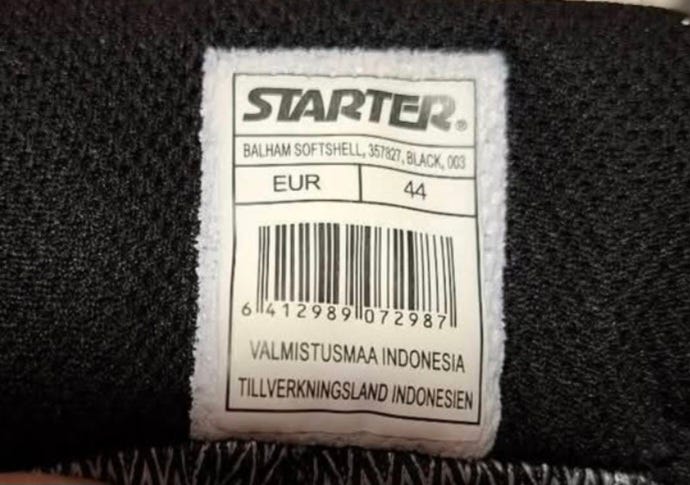 STARTER®
BALHAM SOFTSHELL, 357827, BLACK, 003
EUR 44
6 412989 072987
VALMISTUSMAA INDONESIA
TILLVERKNINGSLAND INDONESIEN